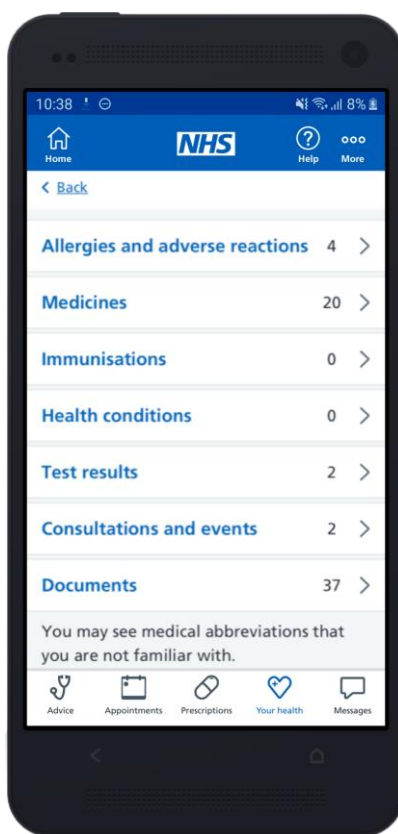 10:38 8%
NHS
Home Help More
Back
Allergies and adverse reactions 4
Medicines 20
Immunisations 0
Health conditions 0
Test results 2
Consultations and events 2
Documents 37
You may see medical abbreviations that
you are not familiar with.
Advice Appointments Prescriptions Your health Messages